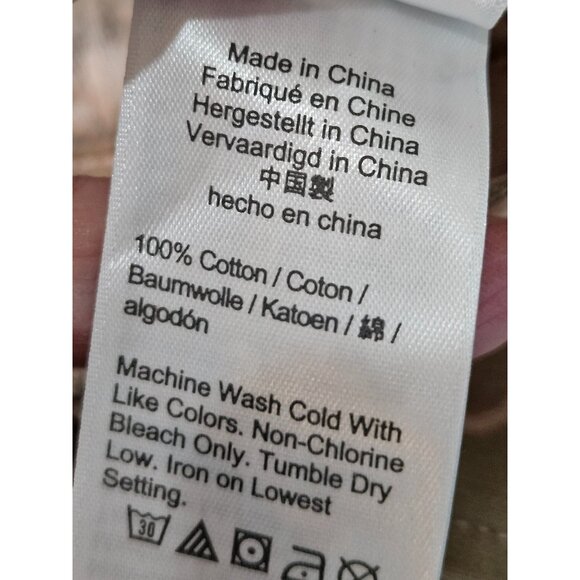 Made in China
Fabriqué en Chine
Hergestellt in China
Vervaardigd in China
中国製
hecho en china
100% Cotton / Coton /
Baumwolle / Katoen / 綿 /
algodón
Machine Wash Cold With
Like Colors. Non-Chlorine
Bleach Only. Tumble Dry
Low. Iron on Lowest
Setting.
30